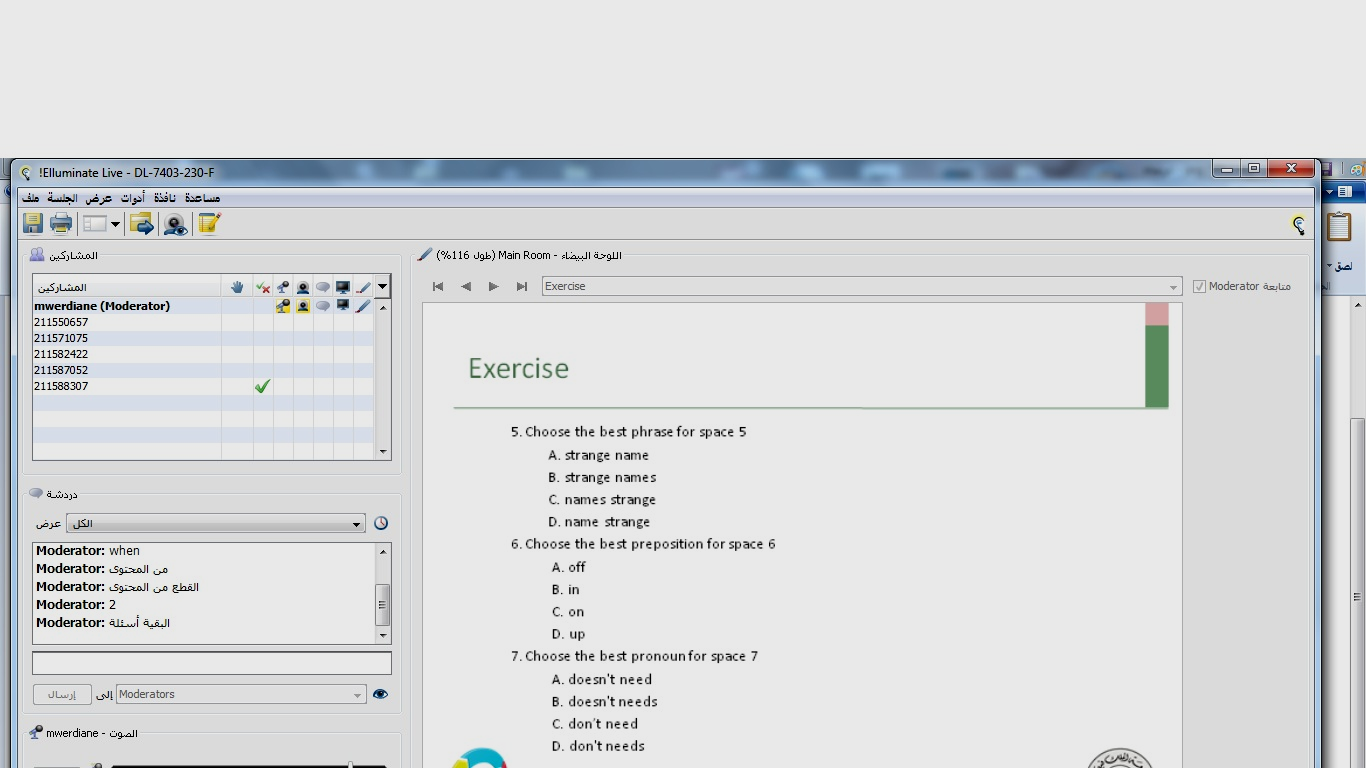 !Elluminate Live - DL-7403-230-F
ملف الجلسة عرض أدوات نافذة مساعدة
المشاركين
المشاركين
mwerdiane (Moderator)
211550657
211571075
211582422
211587052
211588307
دردشة
عرض الكل
Moderator: when
Moderator: من المحتوى
Moderator: القطع من المحتوى
Moderator: 2
Moderator: البقية أسئلة
إرسال إلى Moderators
الصوت - mwerdiane
اللوحة البيضاء - Main Room (طول 116%)
Exercise
متابعة Moderator
Exercise
5. Choose the best phrase for space 5
A. strange name
B. strange names
C. names strange
D. name strange
6. Choose the best preposition for space 6
A. off
B. in
C. on
D. up
7. Choose the best pronoun for space 7
A. doesn't need
B. doesn't needs
C. don't need
D. don't needs
لصق